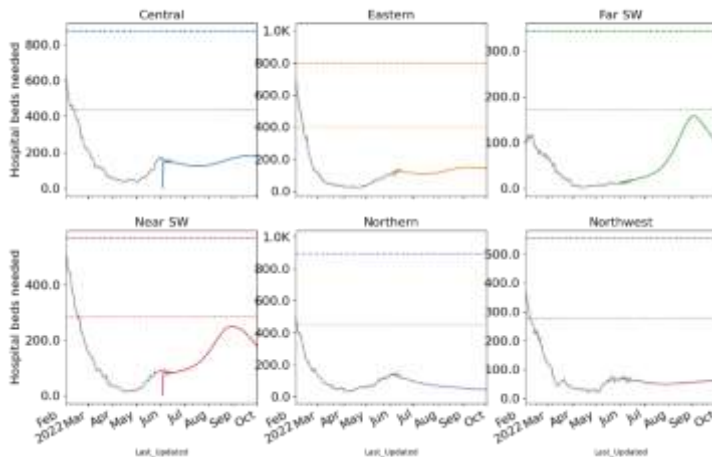 Central
Eastern
Far SW
Hospital beds needed
800.0
600.0
400.0
200.0
0.0
1.0K
800.0
600.0
400.0
200.0
0.0
300.0
200.0
100.0
0.0
Near SW
Northern
Northwest
Hospital beds needed
400.0
200.0
0.0
1.0K
800.0
600.0
400.0
200.0
0.0
500.0
400.0
300.0
200.0
100.0
0.0
Feb 2022 Mar Apr May Jun Jul Aug Sep Oct
Feb 2022 Mar Apr May Jun Jul Aug Sep Oct
Feb 2022 Mar Apr May Jun Jul Aug Sep Oct
Last_Updated
Last_Updated
Last_Updated